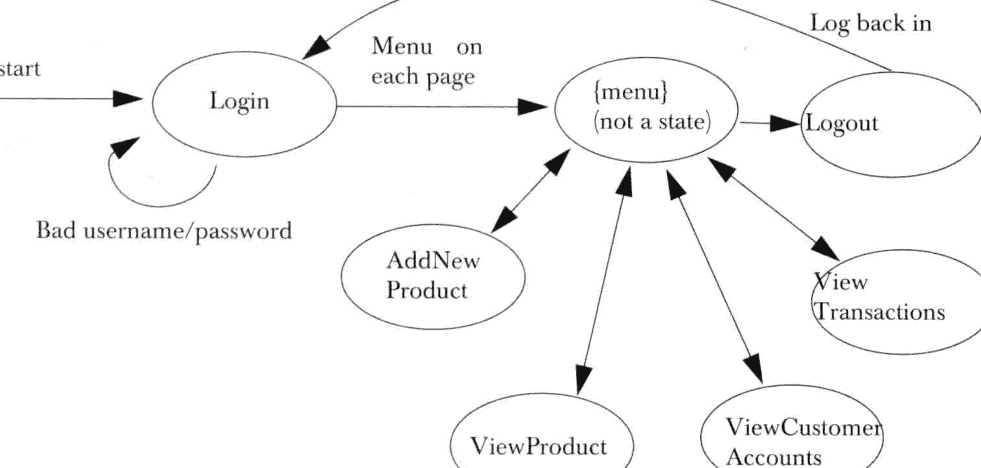 Log back in
Menu on
each page
start
Login
{menu}
(not a state)
Logout
Bad username/password
AddNew
Product
View
Transactions
ViewProduct
ViewCustomer
Accounts